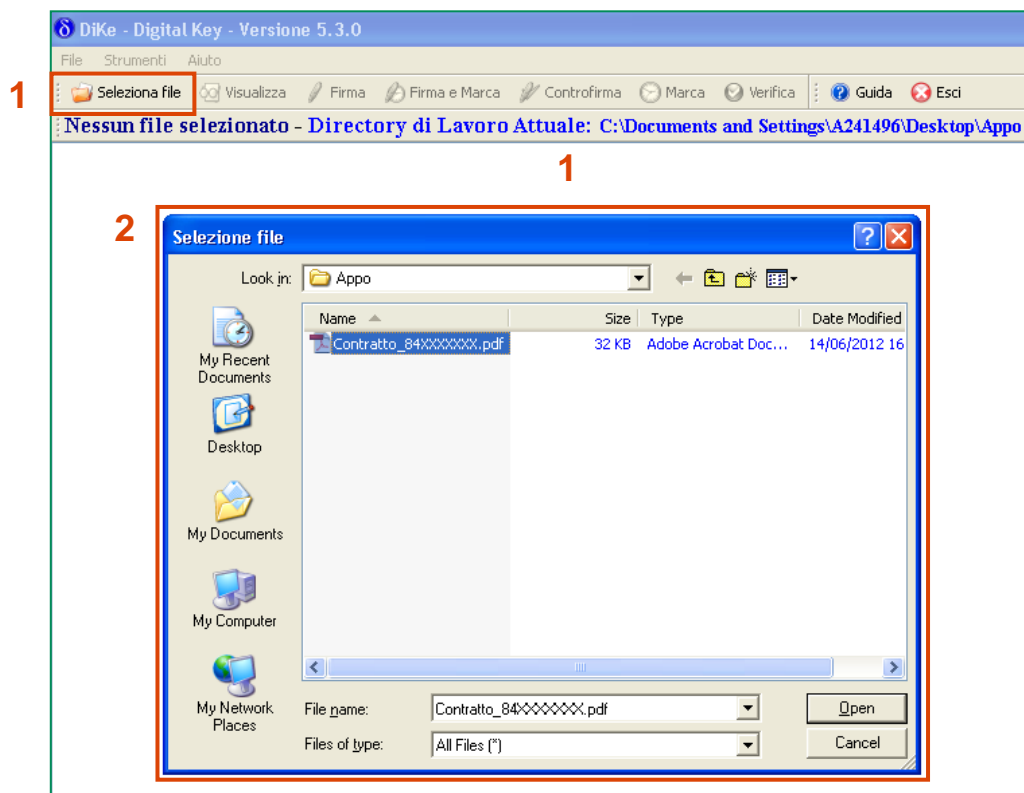 DiKe - Digital Key - Versione 5.3.0
File Strumenti Aiuto
1 Seleziona file Visualizza Firma Firma e Marca Controfirma Marca Verifica Guida Esci
Nessun file selezionato - Directory di Lavoro Attuale: C:\Documents and Settings\A241496\Desktop\Appo
1
2
Selezione file
Look in: Appo
Name Size Type Date Modified
Contratto_84XXXXXXX.pdf 32 KB Adobe Acrobat Doc... 14/06/2012 16
My Recent
Documents
Desktop
My Documents
My Computer
My Network
Places
File name: Contratto_84XXXXXXX.pdf Open
Files of type: All Files (*) Cancel